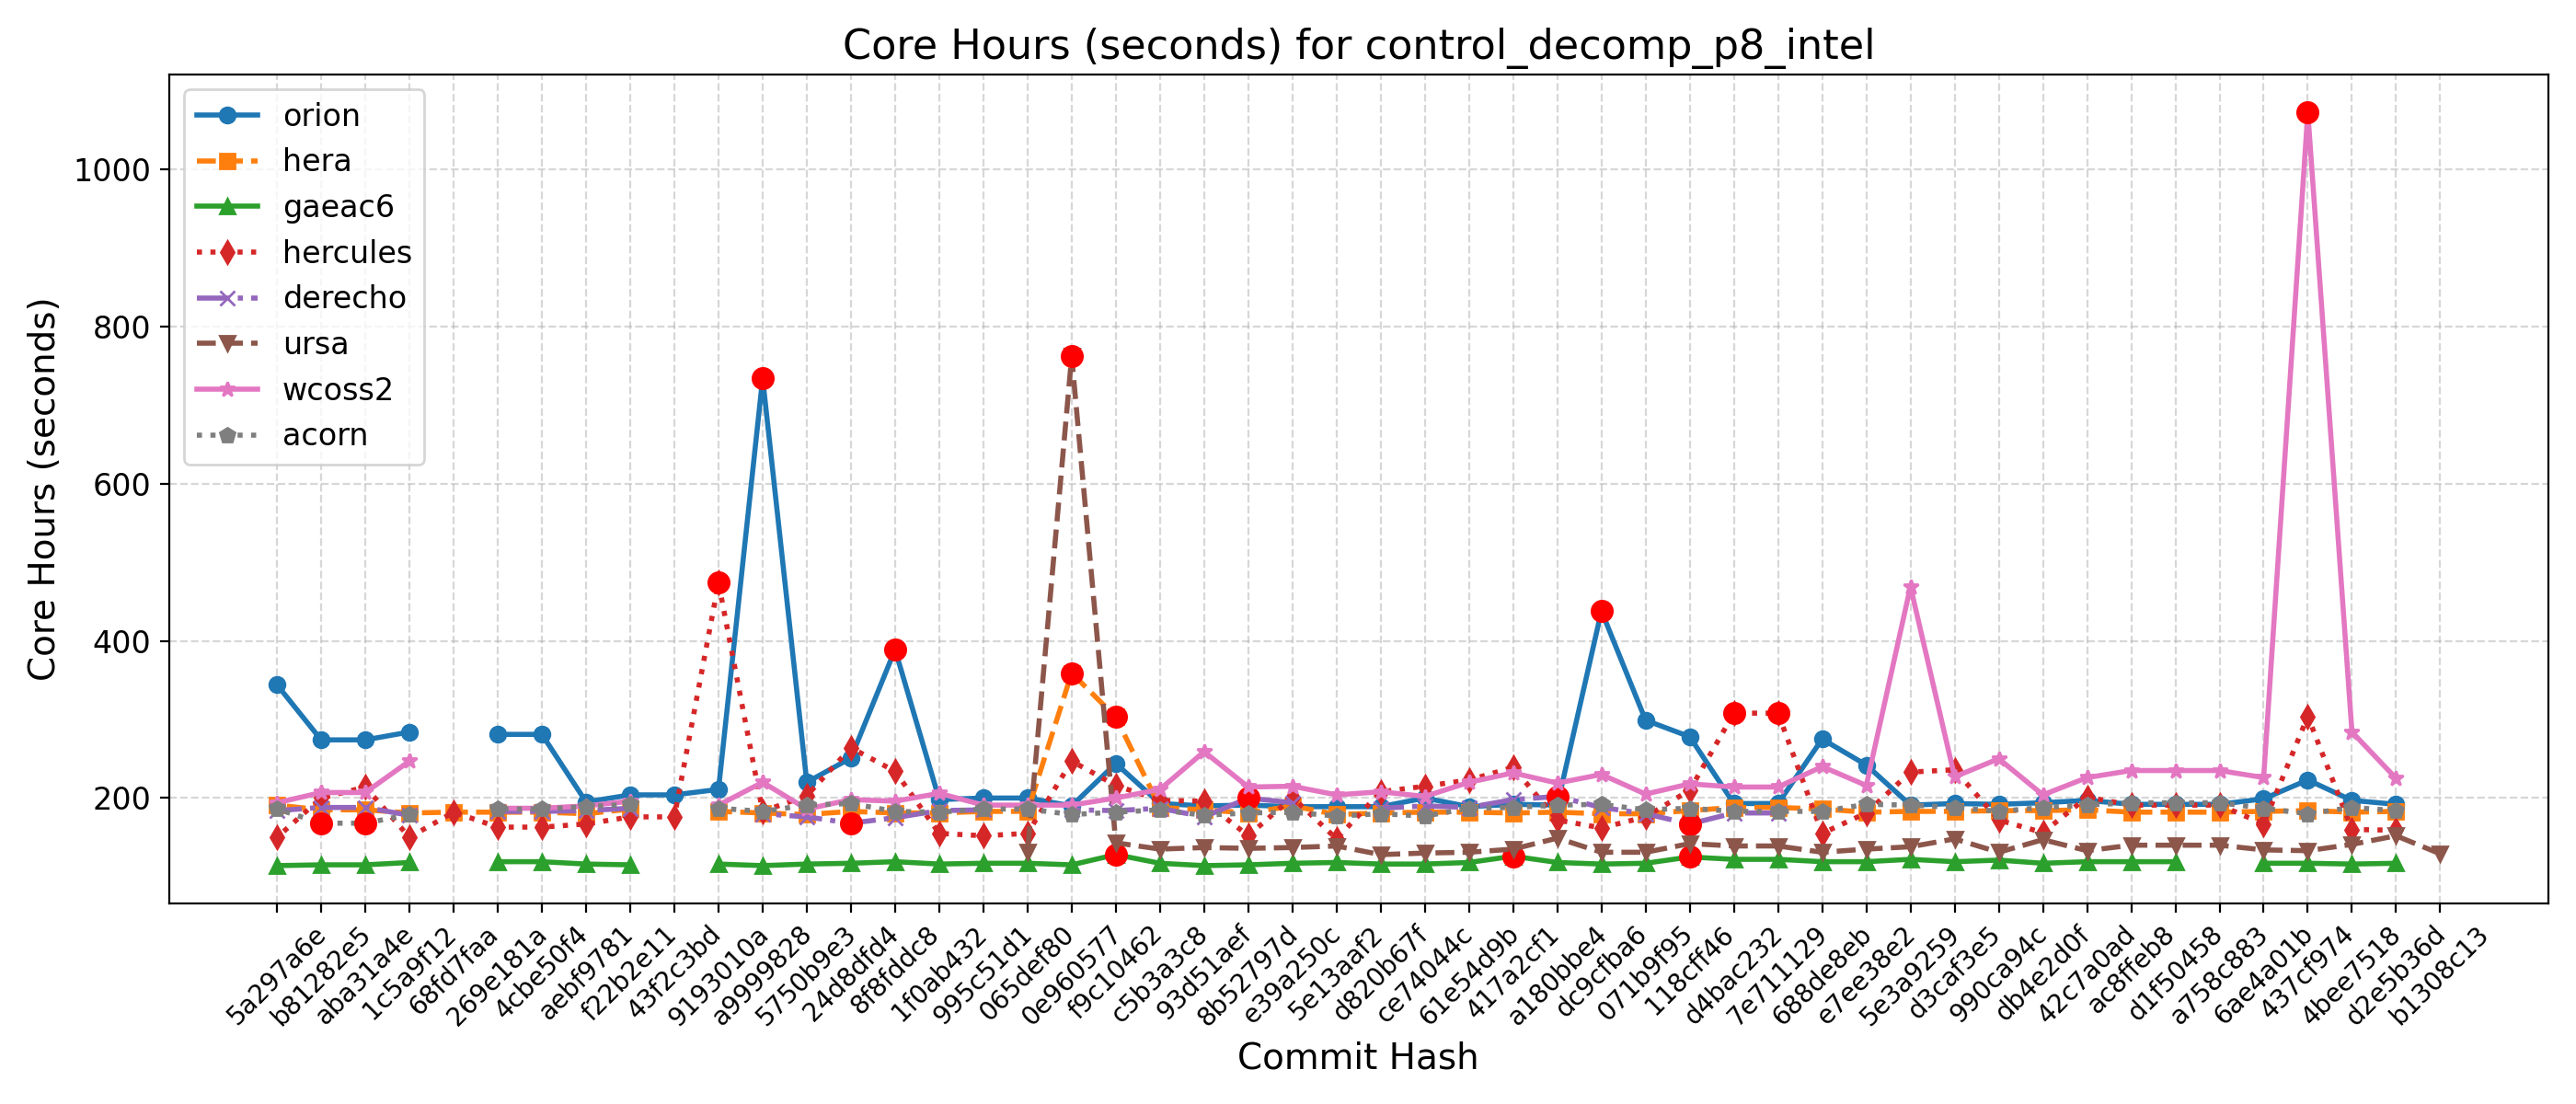 Core Hours (seconds) for control_decomp_p8_intel
Core Hours (seconds)
1000
800
600
400
200
orion
hera
gaeac6
hercules
derecho
ursa
wcoss2
acorn
5a297a6e
b81282e5
aba31a4e
1c5a9f12
68fd7faa
269e181a
4cbe50f4
aebf9781
f22b2e11
43f2c3bd
9193010a
a9999828
5750b9e3
24d8dfd4
8f8fddc8
1f0ab432
995c51d1
065def80
0e960577
f9c10462
c5b3a3c8
93d51aef
8b52797d
e39a250c
5e13aaf2
d820b67f
ce74044c
61e54d9b
417a2cf1
a180bbe4
dc9cfba6
071b9f95
118cff46
d4bac232
7e711129
688de8eb
e7ee38e2
5e3a9259
d3caf3e5
990ca94c
db4e2d0f
42c7a0ad
ac8ffeb8
d1f50458
a758c883
6ae4a01b
437cf974
4bee7518
d2e5b36d
b1308c13
Commit Hash